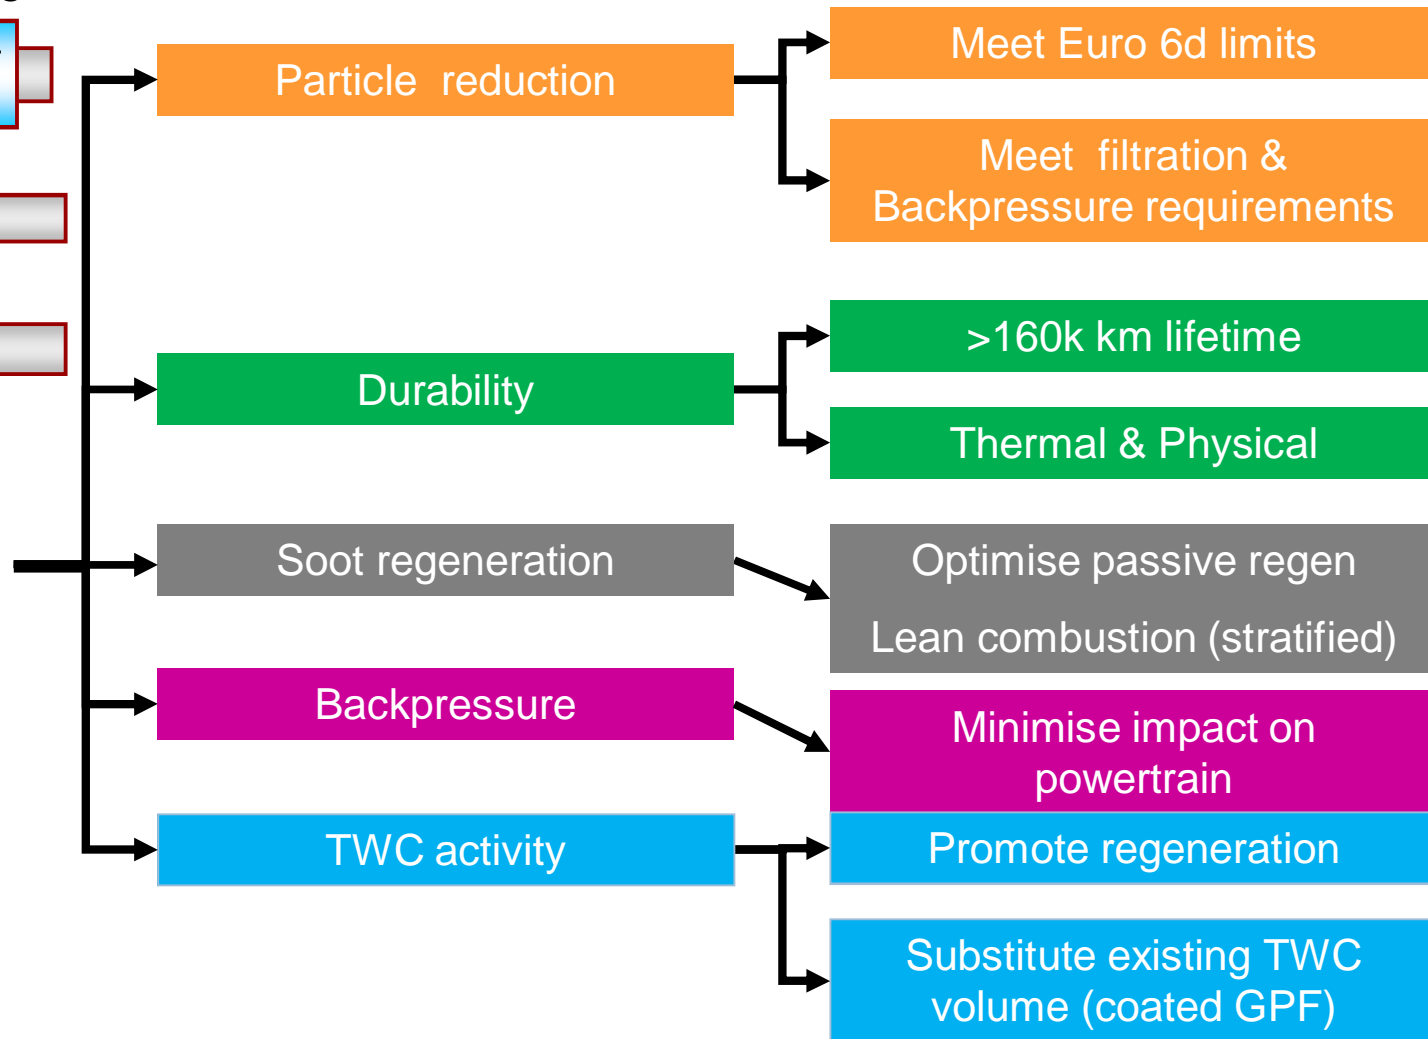 Particle reduction
Meet Euro 6d limits
Meet filtration &
Backpressure requirements
Durability
>160k km lifetime
Thermal & Physical
Soot regeneration
Optimise passive regen
Lean combustion (stratified)
Backpressure
Minimise impact on
powertrain
TWC activity
Promote regeneration
Substitute existing TWC
volume (coated GPF)